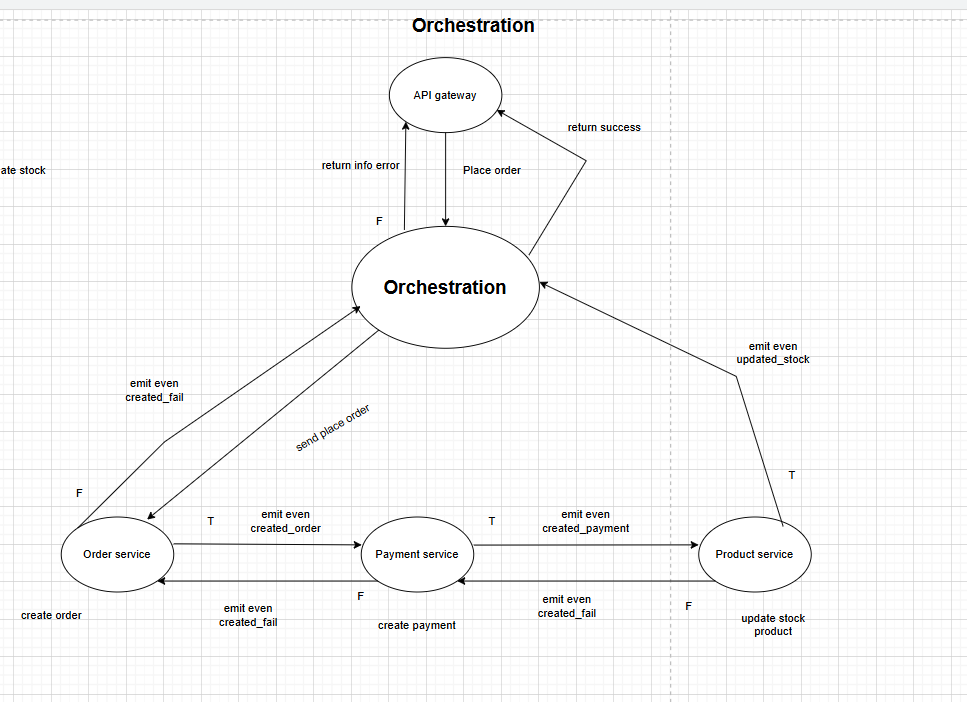 Orchestration
API gateway
return success
return info error
Place order
ate stock
F
Orchestration
emit even
updated_stock
emit even
created_fail
send place order
T
F
T
emit even
created_order
T
emit even
created_payment
Order service
Payment service
Product service
F
emit even
created_fail
emit even
created_fail
F
create order
create payment
update stock
product